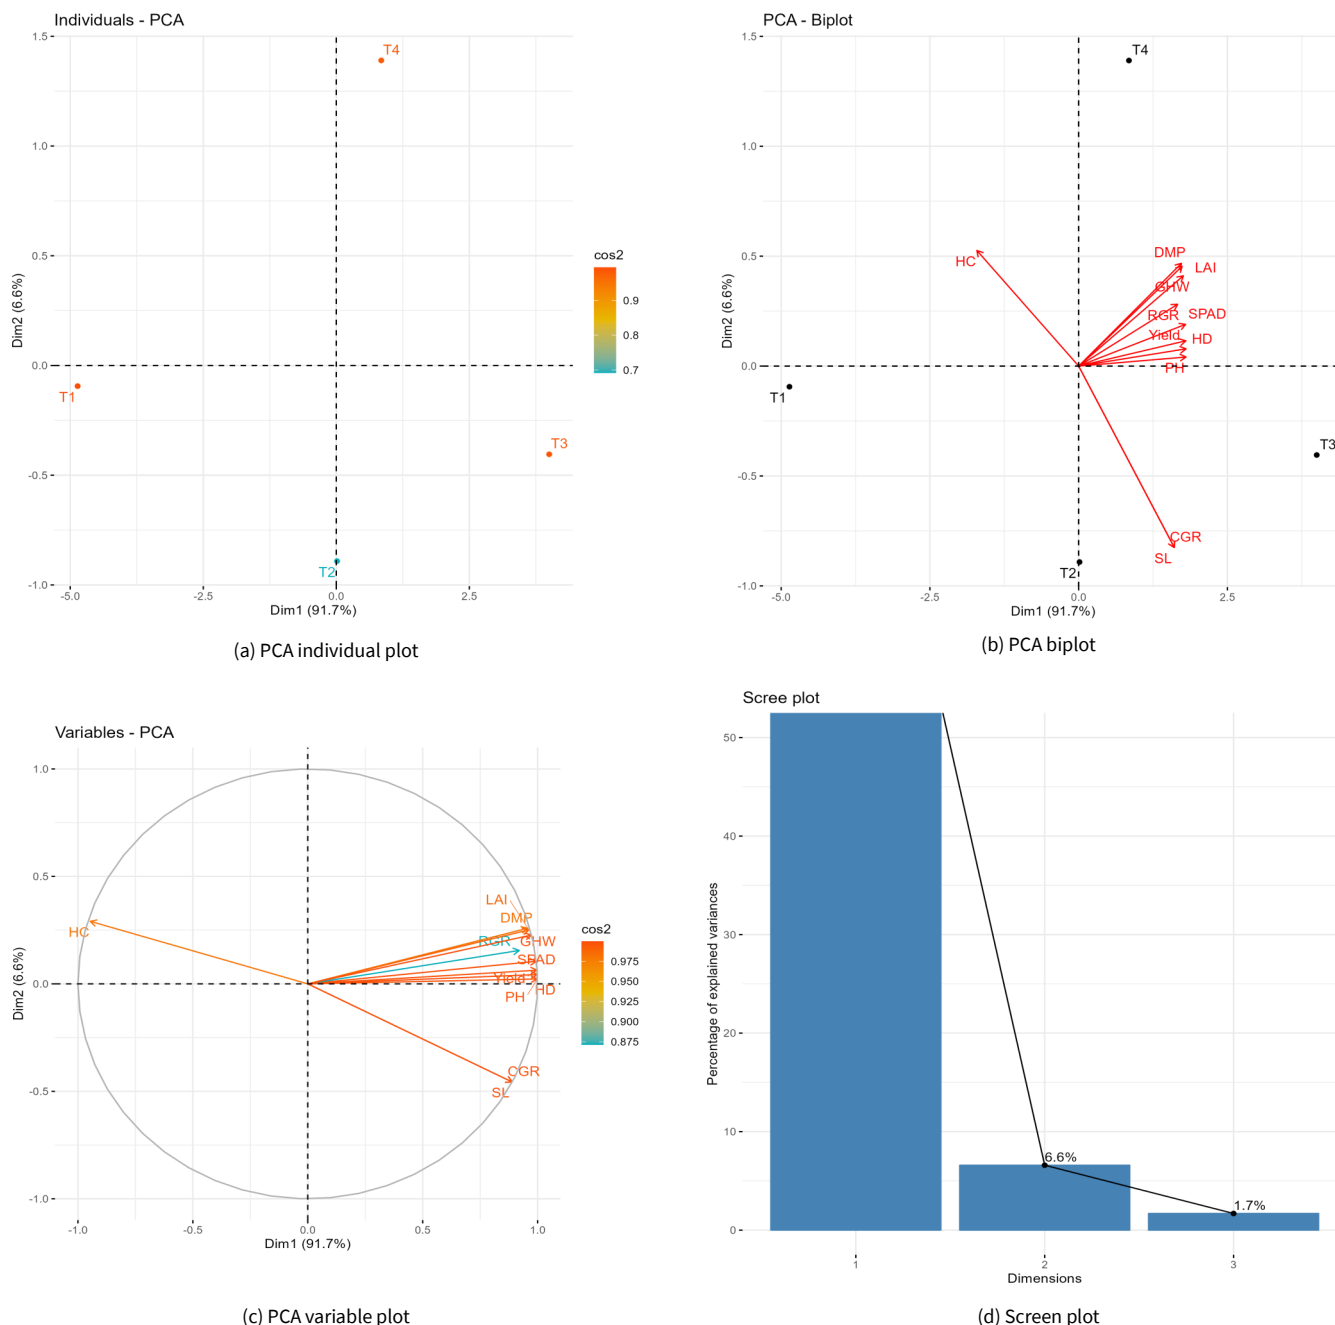 Individuals - PCA
1.5
1.0
0.5
0.0
-0.5
-1.0
Dim2 (6.6%)
T4
T1
T3
T2
cos2
0.9
0.8
0.7
-5.0
-2.5
0.0
2.5
Dim1 (91.7%)
(a) PCA individual plot
PCA - Biplot
1.5
1.0
0.5
0.0
-0.5
-1.0
Dim2 (6.6%)
T4
HC
DMP
LAI
GHW
RGR
SPAD
Yield
HD
PH
T1
T3
CGR
SL
T2
-5.0
-2.5
0.0
2.5
Dim1 (91.7%)
(b) PCA biplot
Variables - PCA
1.0
0.5
0.0
-0.5
-1.0
Dim2 (6.6%)
HC
LAI
DMP
RGR
GHW
SPAD
Yield
HD
PH
CGR
SL
cos2
0.975
0.950
0.925
0.900
0.875
-1.0
-0.5
0.0
0.5
1.0
Dim1 (91.7%)
(c) PCA variable plot
Scree plot
50
40
30
20
10
0
Percentage of explained variances
6.6%
1.7%
1
2
3
Dimensions
(d) Screen plot